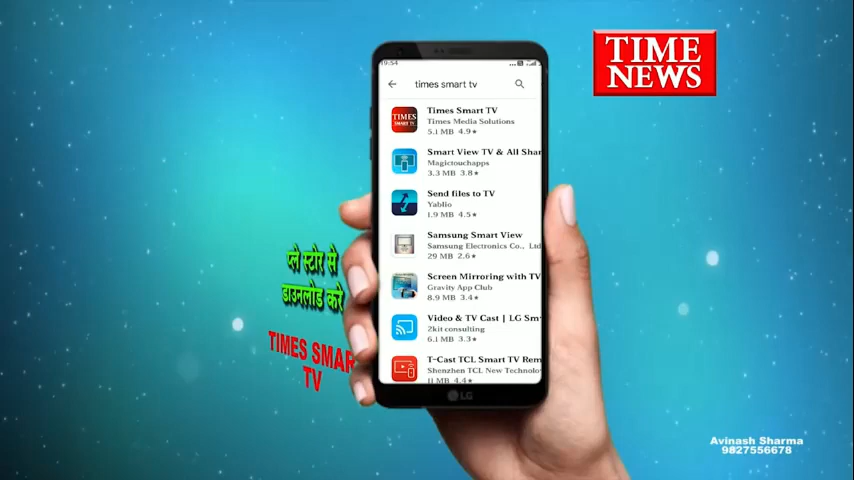 TIME
NEWS
19:54
times smart tv
Times Smart TV
Times Media Solutions
5.1 MB 4.9★
Smart View TV & All Shar
Magictouchapps
3.3 MB 3.8★
Send files to TV
Yablio
1.9 MB 4.5★
Samsung Smart View
Samsung Electronics Co., Ltd
29 MB 2.6★
Screen Mirroring with TV
Gravity App Club
8.9 MB 3.4★
Video & TV Cast | LG Sm
2kit consulting
6.1 MB 3.3★
T-Cast TCL Smart TV Rem
Shenzhen TCL New Technolo
11 MB 4.4★
LG
प्ले स्टोर से
डाउनलोड करे
TIMES SMAR
TV
Avinash Sharma
9827556678